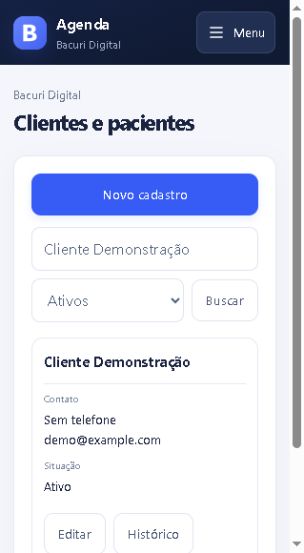 B
Agenda
Bacuri Digital
☰ Menu
Bacuri Digital
Clientes e pacientes
Novo cadastro
Cliente Demonstração
Ativos
Buscar
Cliente Demonstração
Contato
Sem telefone
demo@example.com
Situação
Ativo
Editar
Histórico